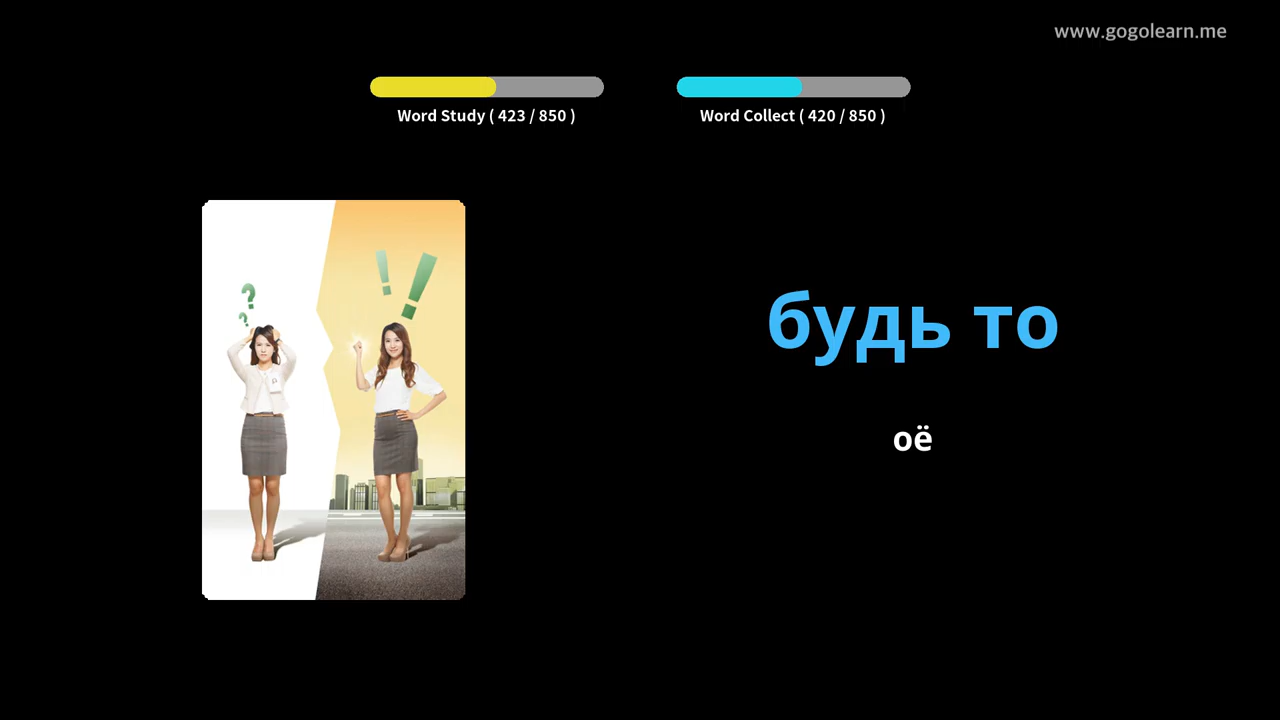 www.gogolearn.me
Word Study ( 423 / 850 )
Word Collect ( 420 / 850 )
? ?
! !
будь то
оё